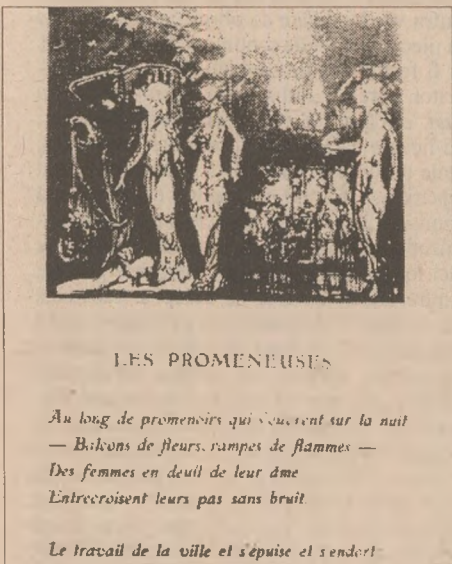 LES PROMENEUSES
Au long de promenoirs qui s'ouvrent sur la nuit
— Balcons de fleurs, rampes de flammes —
Des femmes en deuil de leur âme
Entrecroisent leurs pas sans bruit
Le travail de la ville et s'épuise et s'endort